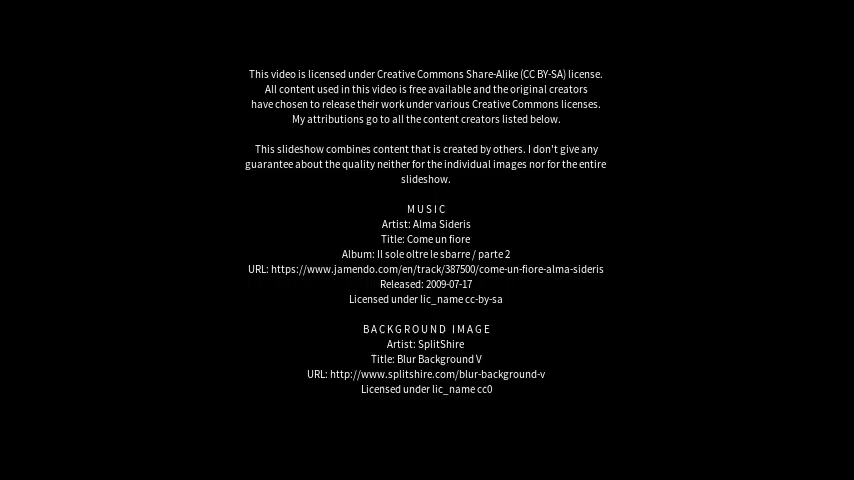 This video is licensed under Creative Commons Share-Alike (CC BY-SA) license.
All content used in this video is free available and the original creators
have chosen to release their work under various Creative Commons licenses.
My attributions go to all the content creators listed below.
This slideshow combines content that is created by others. I don't give any
guarantee about the quality neither for the individual images nor for the entire
slideshow.
MUSIC
Artist: Alma Sideris
Title: Come un fiore
Album: Il sole oltre le sbarre / parte 2
URL: https://www.jamendo.com/en/track/387500/come-un-fiore-alma-sideris
Released: 2009-07-17
Licensed under lic_name cc-by-sa
BACKGROUND IMAGE
Artist: SplitShire
Title: Blur Background V
URL: http://www.splitshire.com/blur-background-v
Licensed under lic_name cc0